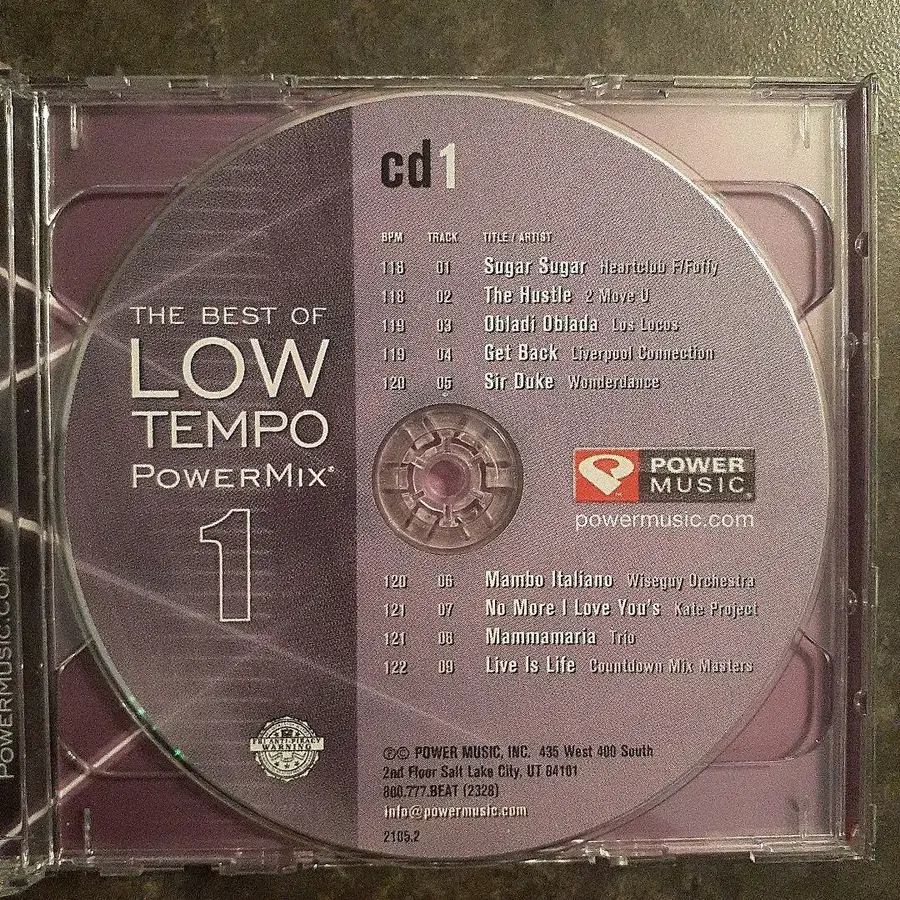 cd1
BPM TRACK TITLE / ARTIST
118 01 Sugar Sugar Heartclub F/Foffy
118 02 The Hustle 2 Move U
119 03 Obladi Oblada Los Locos
119 04 Get Back Liverpool Connection
120 05 Sir Duke Wonderdance
THE BEST OF
LOW
TEMPO
POWERMIX®
1
POWER
MUSIC®
powermusic.com
120 06 Mambo Italiano Wiseguy Orchestra
121 07 No More I Love You's Kate Project
121 08 Mammamaria Trio
122 09 Live Is Life Countdown Mix Masters
FBI ANTI-PIRACY
WARNING
℗© POWER MUSIC, INC. 435 West 400 South
2nd Floor Salt Lake City, UT 84101
800.777.BEAT (2328)
info@powermusic.com
2105.2
POWERMUSIC.COM